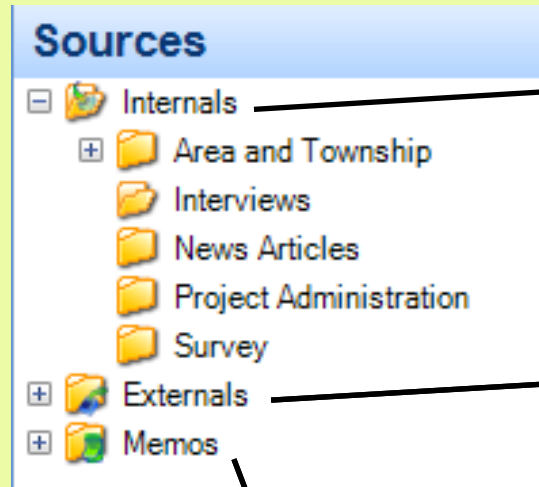 Sources
Internals
Area and Township
Interviews
News Articles
Project Administration
Survey
Externals
Memos